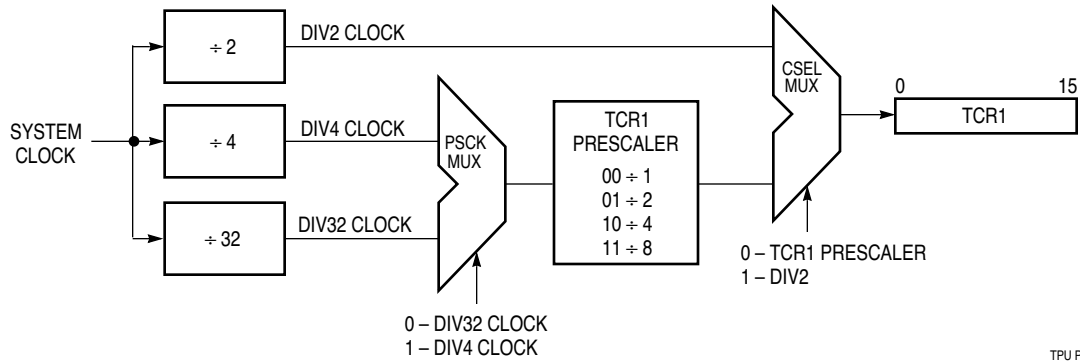 ÷ 2
DIV2 CLOCK
CSEL
MUX
0 15
TCR1
SYSTEM
CLOCK
÷ 4
DIV4 CLOCK
PSCK
MUX
TCR1
PRESCALER
00 ÷ 1
01 ÷ 2
10 ÷ 4
11 ÷ 8
÷ 32
DIV32 CLOCK
0 – TCR1 PRESCALER
1 – DIV2
0 – DIV32 CLOCK
1 – DIV4 CLOCK